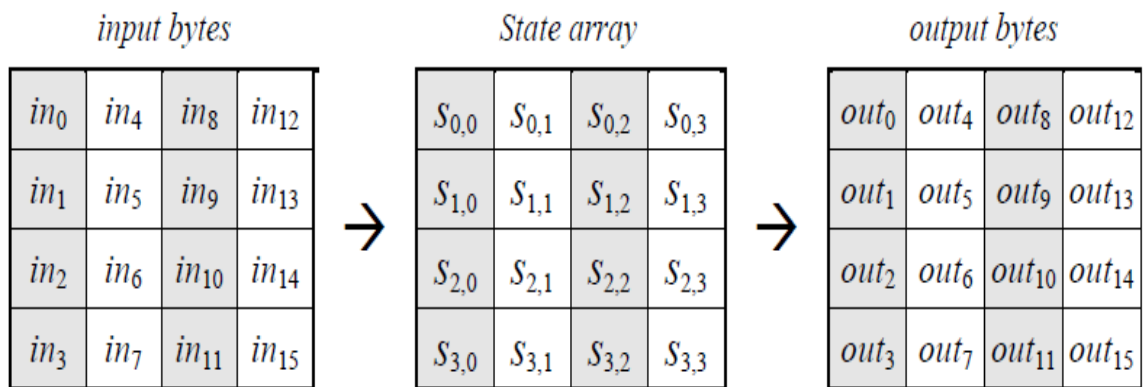 input bytes State array output bytes
in₀ in₄ in₈ in₁₂ S₀,₀ S₀,₁ S₀,₂ S₀,₃ out₀ out₄ out₈ out₁₂
in₁ in₅ in₉ in₁₃ → S₁,₀ S₁,₁ S₁,₂ S₁,₃ → out₁ out₅ out₉ out₁₃
in₂ in₆ in₁₀ in₁₄ S₂,₀ S₂,₁ S₂,₂ S₂,₃ out₂ out₆ out₁₀ out₁₄
in₃ in₇ in₁₁ in₁₅ S₃,₀ S₃,₁ S₃,₂ S₃,₃ out₃ out₇ out₁₁ out₁₅